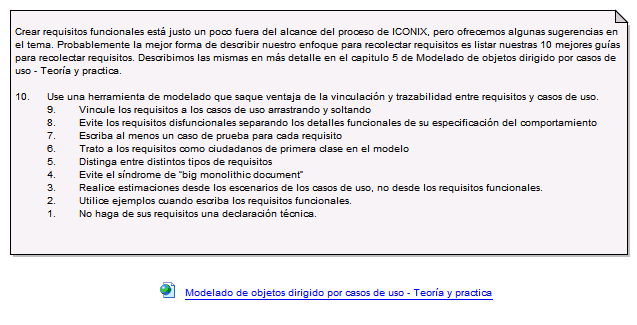 Crear requisitos funcionales está justo un poco fuera del alcance del proceso de ICONIX, pero ofrecemos algunas sugerencias en
el tema. Probablemente la mejor forma de describir nuestro enfoque para recolectar requisitos es listar nuestras 10 mejores guías
para recolectar requisitos. Describimos las mismas en más detalle en el capitulo 5 de Modelado de objetos dirigido por casos de
uso - Teoría y practica.
10. Use una herramienta de modelado que saque ventaja de la vinculación y trazabilidad entre requisitos y casos de uso.
9. Vincule los requisitos a los casos de uso arrastrando y soltando
8. Evite los requisitos disfuncionales separando los detalles funcionales de su especificación del comportamiento
7. Escriba al menos un caso de prueba para cada requisito
6. Trato a los requisitos como ciudadanos de primera clase en el modelo
5. Distinga entre distintos tipos de requisitos
4. Evite el síndrome de "big monolithic document"
3. Realice estimaciones desde los escenarios de los casos de uso, no desde los requisitos funcionales.
2. Utilice ejemplos cuando escriba los requisitos funcionales.
1. No haga de sus requisitos una declaración técnica.
Modelado de objetos dirigido por casos de uso - Teoría y practica